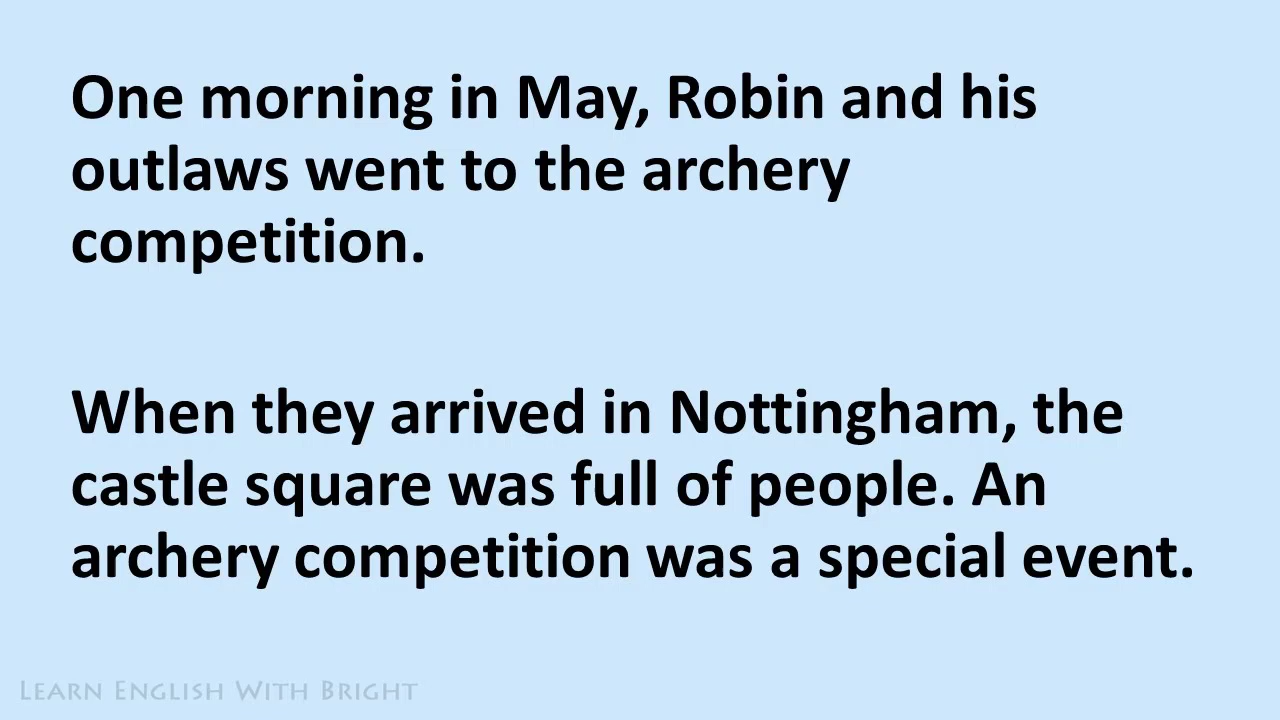 One morning in May, Robin and his
outlaws went to the archery
competition.
When they arrived in Nottingham, the
castle square was full of people. An
archery competition was a special event.
Learn English With Bright